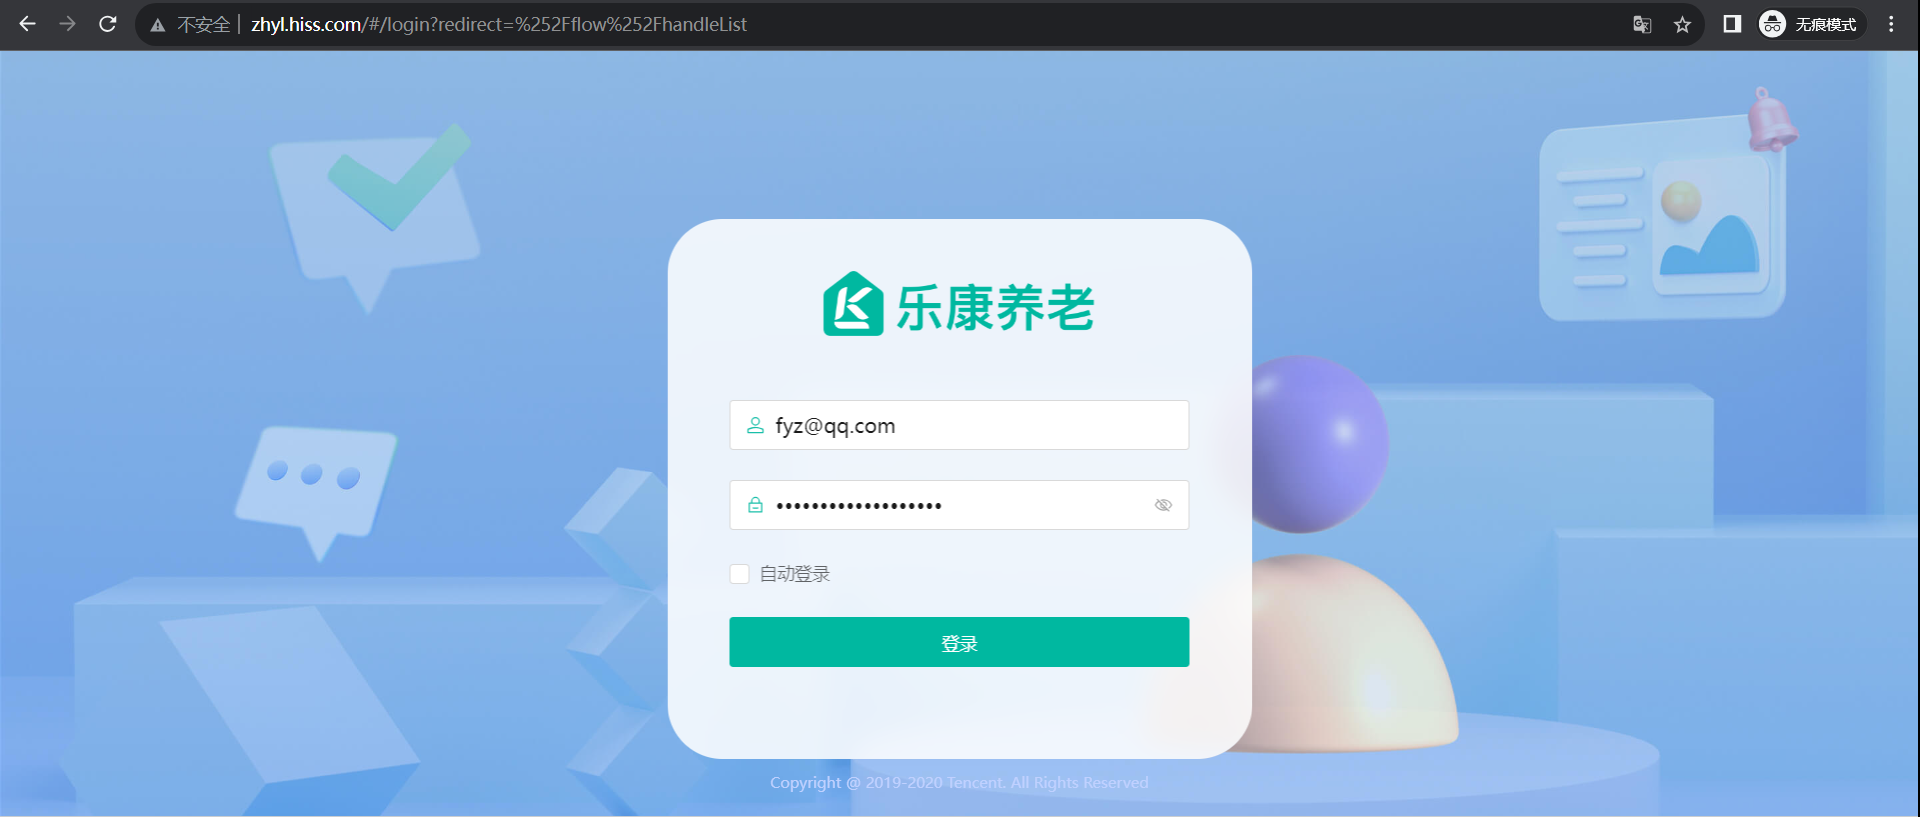 不安全 zhyl.hiss.com/#/login?redirect=%252Fflow%252FhandleList
无痕模式
乐康养老
fyz@qq.com
•••••••••••••••••••
自动登录
登录
Copyright @ 2019-2020 Tencent. All Rights Reserved